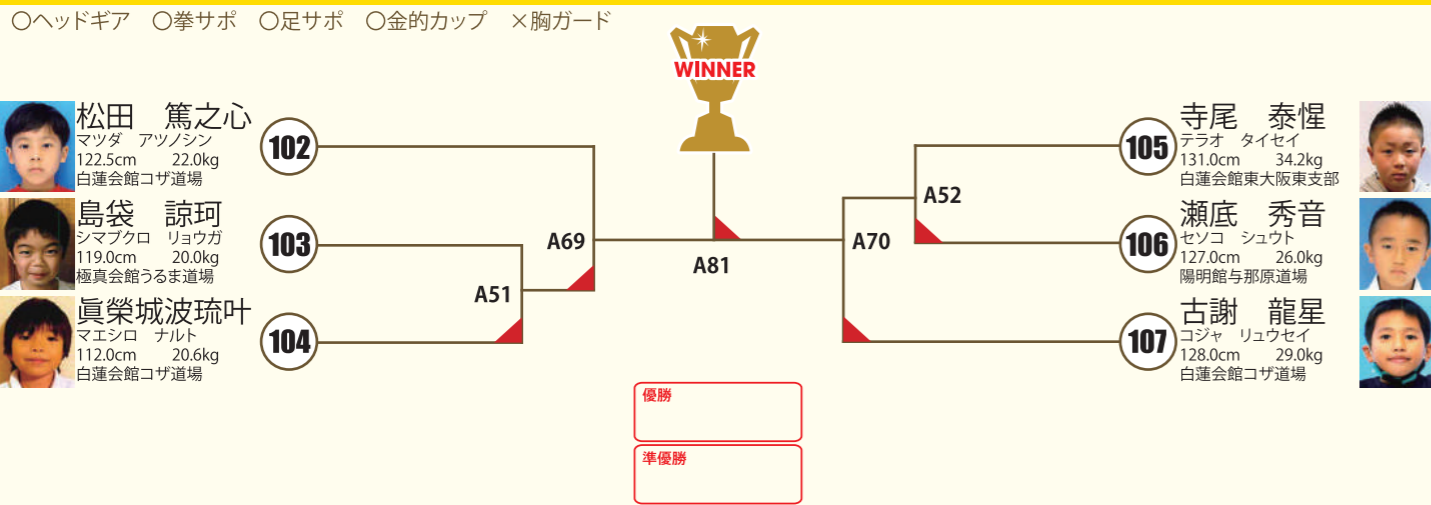 ○ヘッドギア　○拳サポ　○足サポ　○金的カップ　×胸ガード
WINNER
松田　篤之心
マツダ　アツノシン
122.5cm　22.0kg
白蓮会館コザ道場
102
島袋　諒珂
シマブクロ　リョウガ
119.0cm　20.0kg
極真会館うるま道場
103
眞榮城波琉叶
マエシロ　ナルト
112.0cm　20.6kg
白蓮会館コザ道場
104
A51
A69
A81
A70
A52
105
寺尾　泰惺
テラオ　タイセイ
131.0cm　34.2kg
白蓮会館東大阪東支部
106
瀬底　秀音
セソコ　シュウト
127.0cm　26.0kg
陽明館与那原道場
107
古謝　龍星
コジャ　リュウセイ
128.0cm　29.0kg
白蓮会館コザ道場
優勝
準優勝